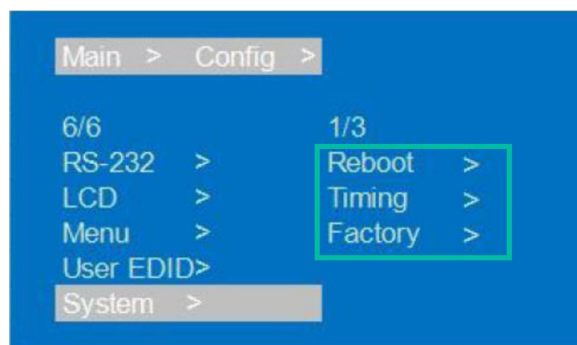 Main > Config >
6/6 1/3
RS-232 > Reboot >
LCD > Timing >
Menu > Factory >
User EDID>
System >